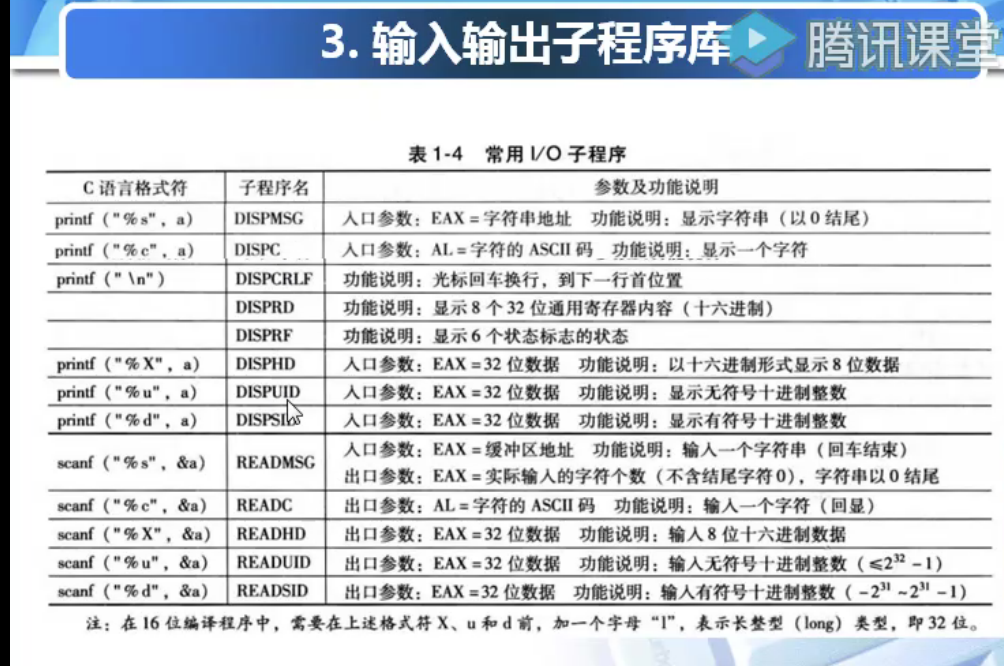 3. 输入输出子程序库
腾讯课堂
表 1-4 常用 I/O 子程序
C 语言格式符 子程序名 参数及功能说明
printf ("%s", a) DISPMSG 入口参数：EAX=字符串地址 功能说明：显示字符串（以 0 结尾）
printf ("%c", a) DISPC 入口参数：AL=字符的 ASCII 码 功能说明：显示一个字符
printf ("\n") DISPCRLF 功能说明：光标回车换行，到下一行首位置
DISPRD 功能说明：显示 8 个 32 位通用寄存器内容（十六进制）
DISPRF 功能说明：显示 6 个状态标志的状态
printf ("%X", a) DISPHD 入口参数：EAX=32 位数据 功能说明：以十六进制形式显示 8 位数据
printf ("%u", a) DISPUID 入口参数：EAX=32 位数据 功能说明：显示无符号十进制整数
printf ("%d", a) DISPSID 入口参数：EAX=32 位数据 功能说明：显示有符号十进制整数
scanf ("%s", &a) READMSG 入口参数：EAX=缓冲区地址 功能说明：输入一个字符串（回车结束）
出口参数：EAX=实际输入的字符个数（不含结尾字符 0），字符串以 0 结尾
scanf ("%c", &a) READC 出口参数：AL=字符的 ASCII 码 功能说明：输入一个字符（回显）
scanf ("%X", &a) READHD 出口参数：EAX=32 位数据 功能说明：输入 8 位十六进制数据
scanf ("%u", &a) READUID 出口参数：EAX=32 位数据 功能说明：输入无符号十进制整数（≤2³²-1）
scanf ("%d", &a) READSID 出口参数：EAX=32 位数据 功能说明：输入有符号十进制整数（-2³¹~2³¹-1）
注：在 16 位编译程序中，需要在上述格式符 X、u 和 d 前，加一个字母“l”，表示长整型（long）类型，即 32 位。